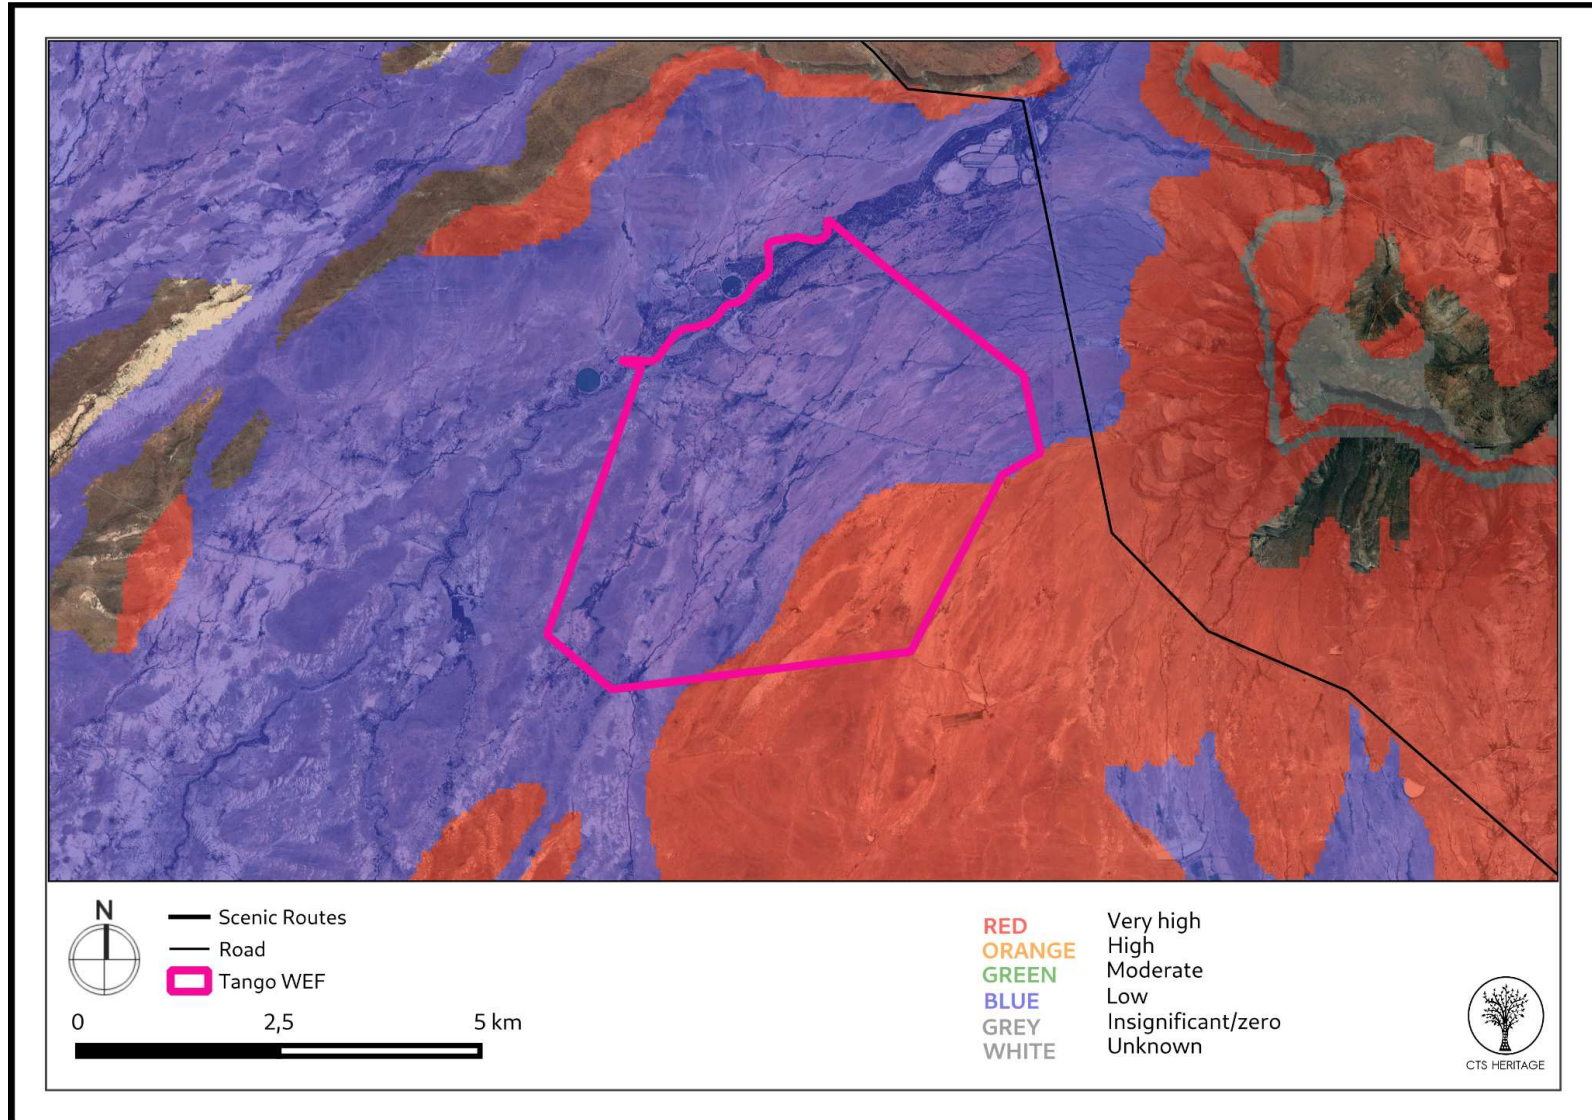 N
Scenic Routes
Road
Tango WEF
0 2,5 5 km
RED Very high
ORANGE High
GREEN Moderate
BLUE Low
GREY Insignificant/zero
WHITE Unknown
CTS HERITAGE